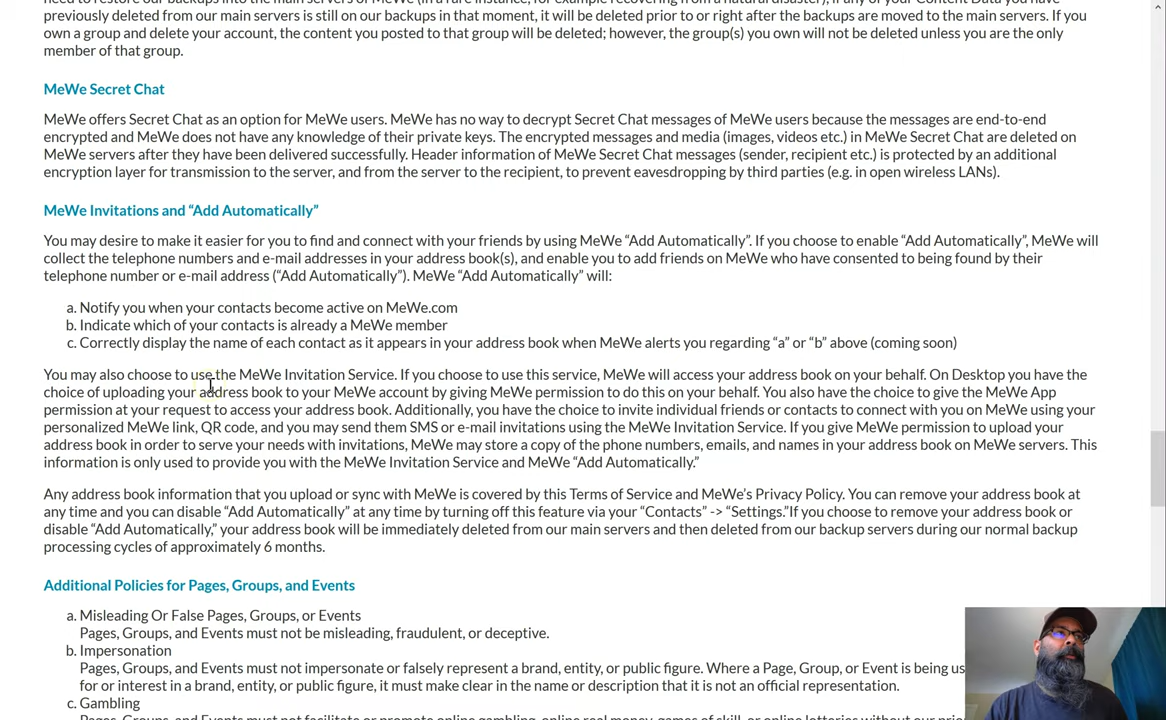 need to restore our backups into the main servers of MeWe (in a rare instance, for example recovering from a natural disaster), if any of your Content Data you have
previously deleted from our main servers is still on our backups in that moment, it will be deleted prior to or right after the backups are moved to the main servers. If you
own a group and delete your account, the content you posted to that group will be deleted; however, the group(s) you own will not be deleted unless you are the only
member of that group.
MeWe Secret Chat
MeWe offers Secret Chat as an option for MeWe users. MeWe has no way to decrypt Secret Chat messages of MeWe users because the messages are end-to-end
encrypted and MeWe does not have any knowledge of their private keys. The encrypted messages and media (images, videos etc.) in MeWe Secret Chat are deleted on
MeWe servers after they have been delivered successfully. Header information of MeWe Secret Chat messages (sender, recipient etc.) is protected by an additional
encryption layer for transmission to the server, and from the server to the recipient, to prevent eavesdropping by third parties (e.g. in open wireless LANs).
MeWe Invitations and “Add Automatically”
You may desire to make it easier for you to find and connect with your friends by using MeWe “Add Automatically”. If you choose to enable “Add Automatically”, MeWe will
collect the telephone numbers and e-mail addresses in your address book(s), and enable you to add friends on MeWe who have consented to being found by their
telephone number or e-mail address (“Add Automatically”). MeWe “Add Automatically” will:
a. Notify you when your contacts become active on MeWe.com
b. Indicate which of your contacts is already a MeWe member
c. Correctly display the name of each contact as it appears in your address book when MeWe alerts you regarding “a” or “b” above (coming soon)
You may also choose to use the MeWe Invitation Service. If you choose to use this service, MeWe will access your address book on your behalf. On Desktop you have the
choice of uploading your address book to your MeWe account by giving MeWe permission to do this on your behalf. You also have the choice to give the MeWe App
permission at your request to access your address book. Additionally, you have the choice to invite individual friends or contacts to connect with you on MeWe using your
personalized MeWe link, QR code, and you may send them SMS or e-mail invitations using the MeWe Invitation Service. If you give MeWe permission to upload your
address book in order to serve your needs with invitations, MeWe may store a copy of the phone numbers, emails, and names in your address book on MeWe servers. This
information is only used to provide you with the MeWe Invitation Service and MeWe “Add Automatically.”
Any address book information that you upload or sync with MeWe is covered by this Terms of Service and MeWe’s Privacy Policy. You can remove your address book at
any time and you can disable “Add Automatically” at any time by turning off this feature via your “Contacts” -> “Settings.”If you choose to remove your address book or
disable “Add Automatically,” your address book will be immediately deleted from our main servers and then deleted from our backup servers during our normal backup
processing cycles of approximately 6 months.
Additional Policies for Pages, Groups, and Events
a. Misleading Or False Pages, Groups, or Events
Pages, Groups, and Events must not be misleading, fraudulent, or deceptive.
b. Impersonation
Pages, Groups, and Events must not impersonate or falsely represent a brand, entity, or public figure. Where a Page, Group, or Event is being us
for or interest in a brand, entity, or public figure, it must make clear in the name or description that it is not an official representation.
c. Gambling
Pages, Groups, and Events must not facilitate or promote online gambling, online real money, games of skill, or online lotteries without our prio